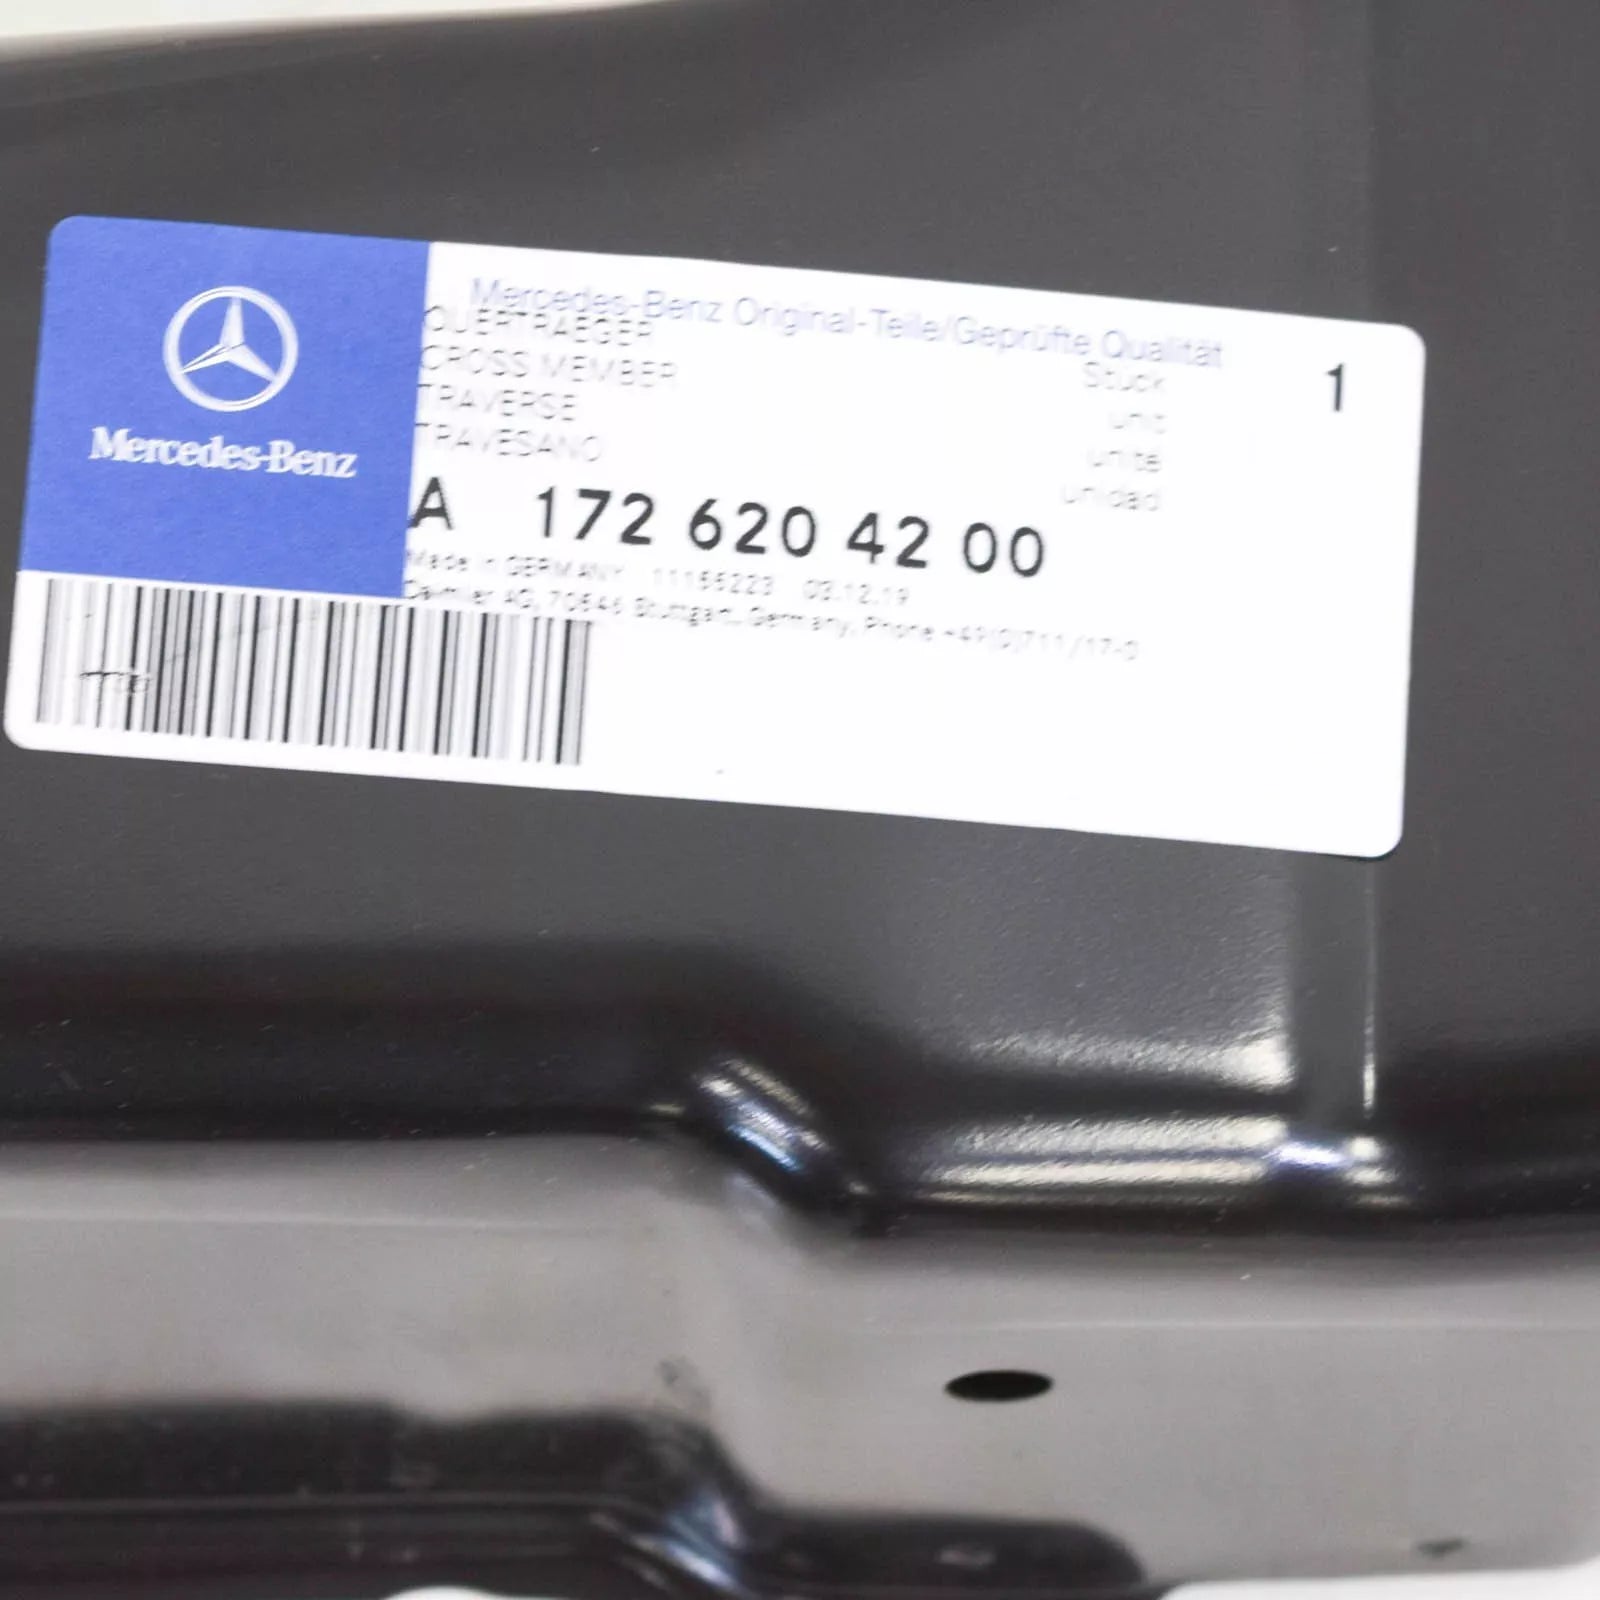 Mercedes-Benz
Mercedes-Benz Original-Teile/Geprüfte Qualität
QUERTRAEGER
CROSS MEMBER
TRAVERSE
TRAVESANO
Stück
unit
unite
unidad
1
A 172 620 42 00
Made in GERMANY 11166223 03.12.19
Daimler AG, 70546 Stuttgart, Germany, Phone +49(0)711/17-0